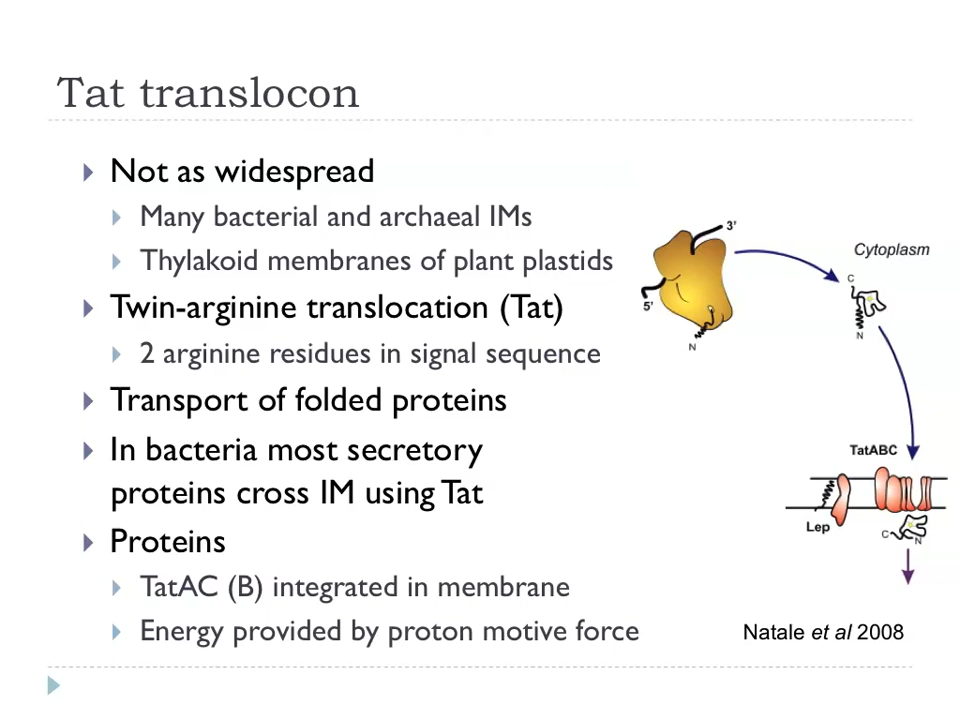 Tat translocon
Not as widespread
Many bacterial and archaeal IMs
Thylakoid membranes of plant plastids
Twin-arginine translocation (Tat)
2 arginine residues in signal sequence
Transport of folded proteins
In bacteria most secretory
proteins cross IM using Tat
Proteins
TatAC (B) integrated in membrane
Energy provided by proton motive force
3'
Cytoplasm
C
5'
N
N
TatABC
Lep
C
N
Natale et al 2008